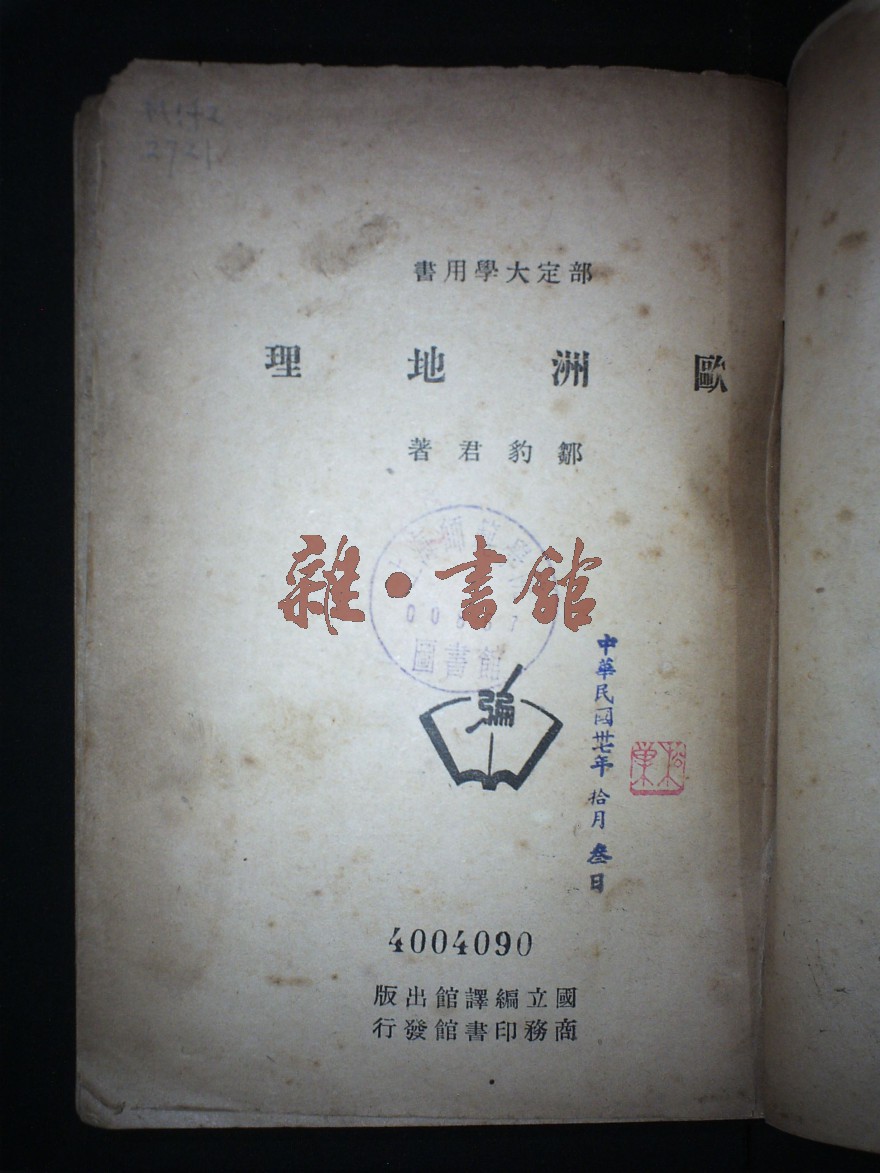 部定大學用書
歐洲地理
鄒豹君著
雜·書館
圖書館
編
中華民國卅七年拾月叁日
4004090
國立編譯館出版
商務印書館發行